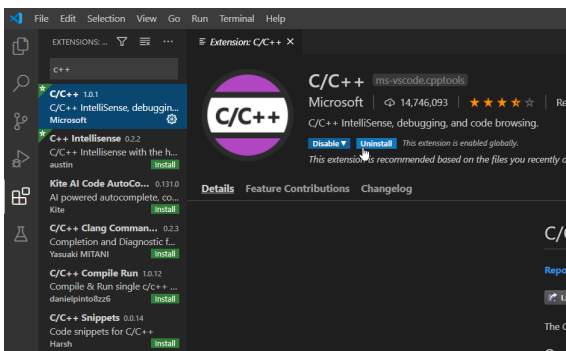 File Edit Selection View Go Run Terminal Help
EXTENSIONS: ...
Extension: C/C++
c++
C/C++ 1.0.1
C/C++ IntelliSense, debuggin...
Microsoft
C++ Intellisense 0.2.2
C/C++ Intellisense with the h...
austin Install
Kite AI Code AutoCo... 0.131.0
AI powered autocomplete, co...
Kite Install
C/C++ Clang Comman... 0.2.3
Completion and Diagnostic f...
Yasuaki MITANI Install
C/C++ Compile Run 1.0.12
Compile & Run single c/c++ ...
danielpinto8zz6 Install
C/C++ Snippets 0.0.14
Code snippets for C/C++
Harsh Install
C/C++
C/C++ ms-vscode.cpptools
Microsoft 14,746,093 Re
C/C++ IntelliSense, debugging, and code browsing.
Disable Uninstall This extension is enabled globally.
This extension is recommended based on the files you recently o
Details Feature Contributions Changelog
C/
Repo
The C